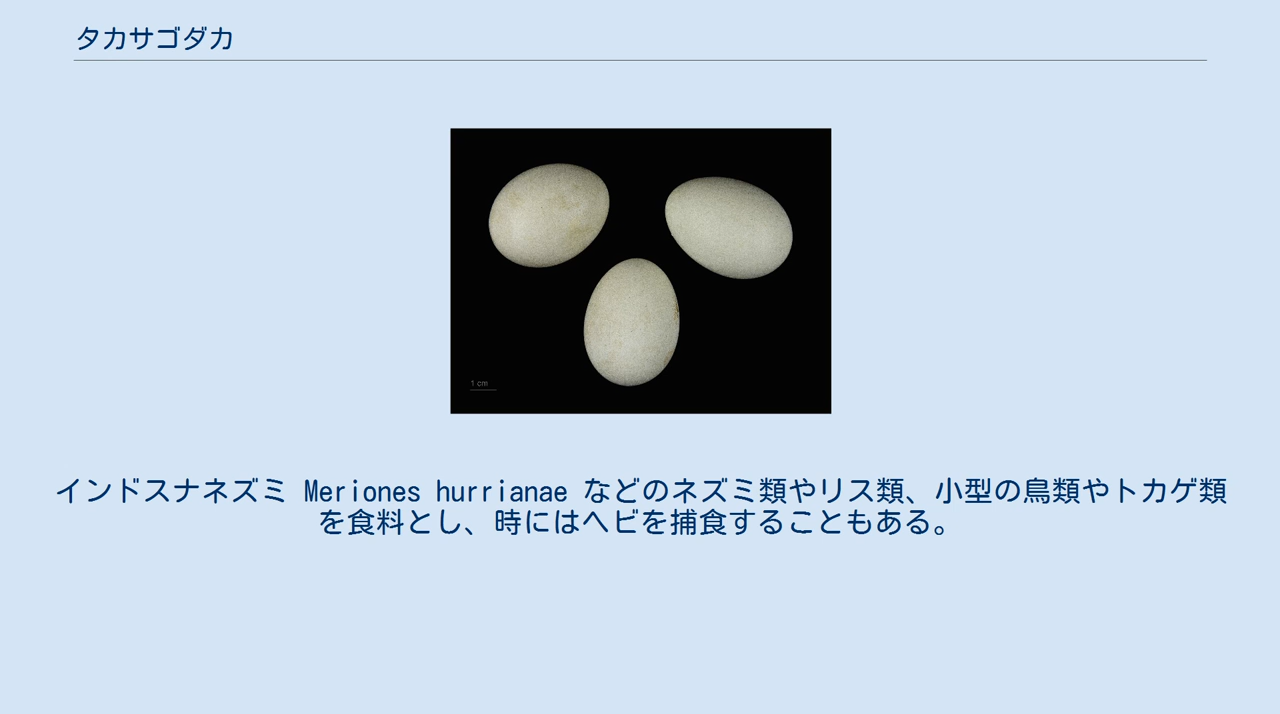 タカサゴダカ
1 cm
インドスナネズミ Meriones hurrianae などのネズミ類やリス類、小型の鳥類やトカゲ類
を食料とし、時にはヘビを捕食することもある。